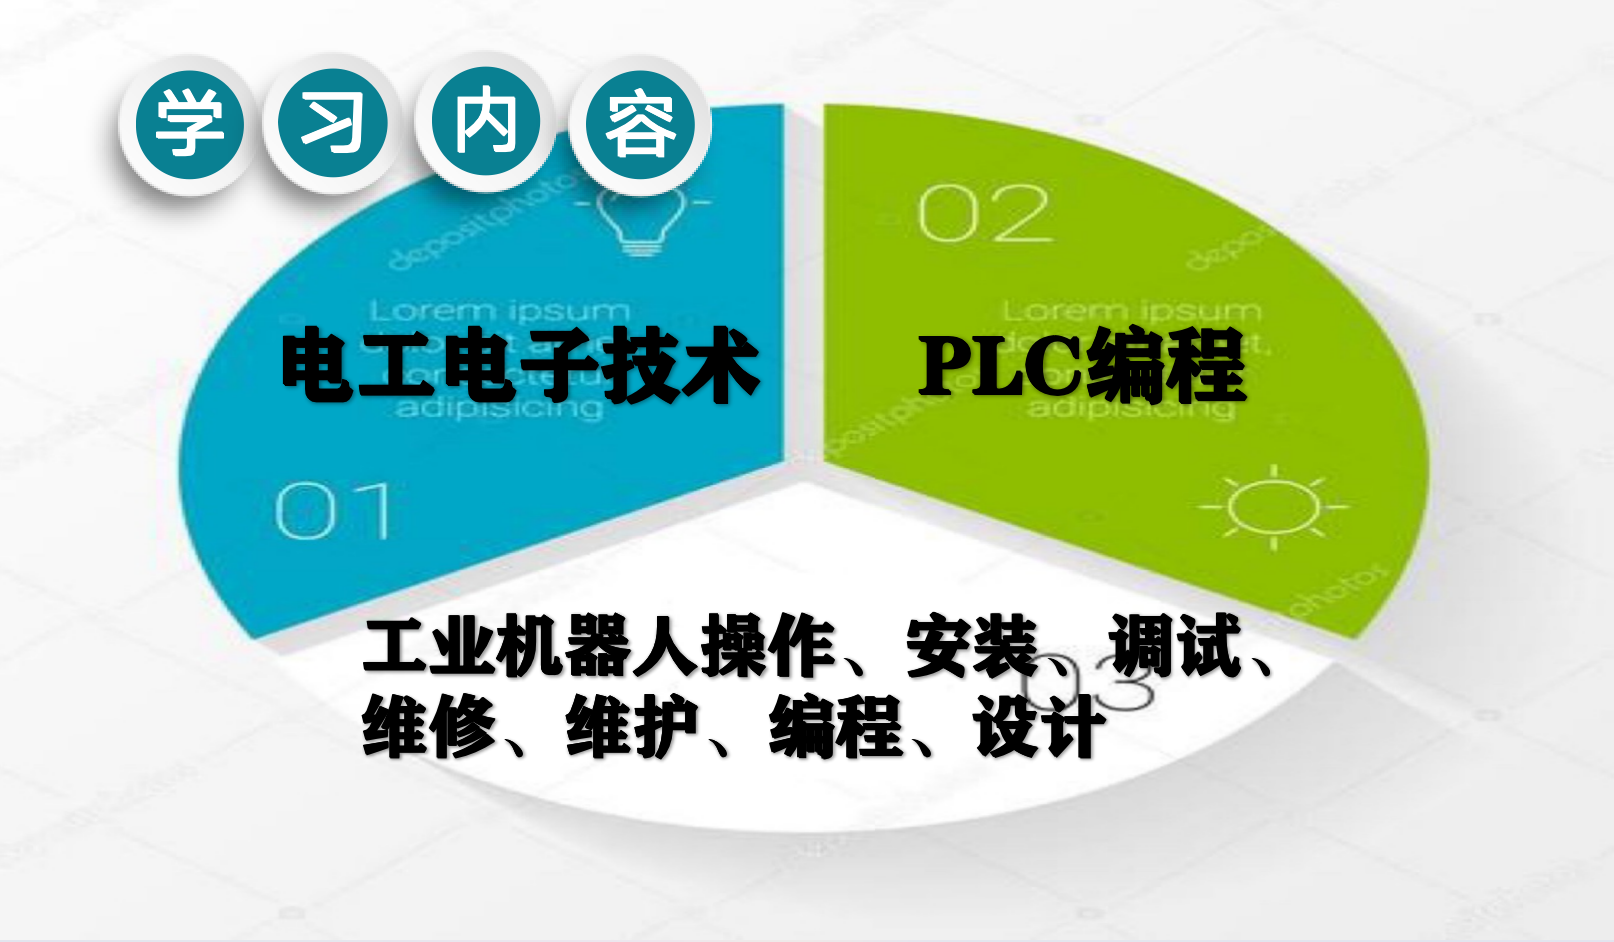 学习内容
depositphotos
02
Lorem ipsum
Lorem ipsum
电工电子技术
PLC编程
adipisicing
adipisicing
01
photos
工业机器人操作、安装、调试、
03
维修、维护、编程、设计